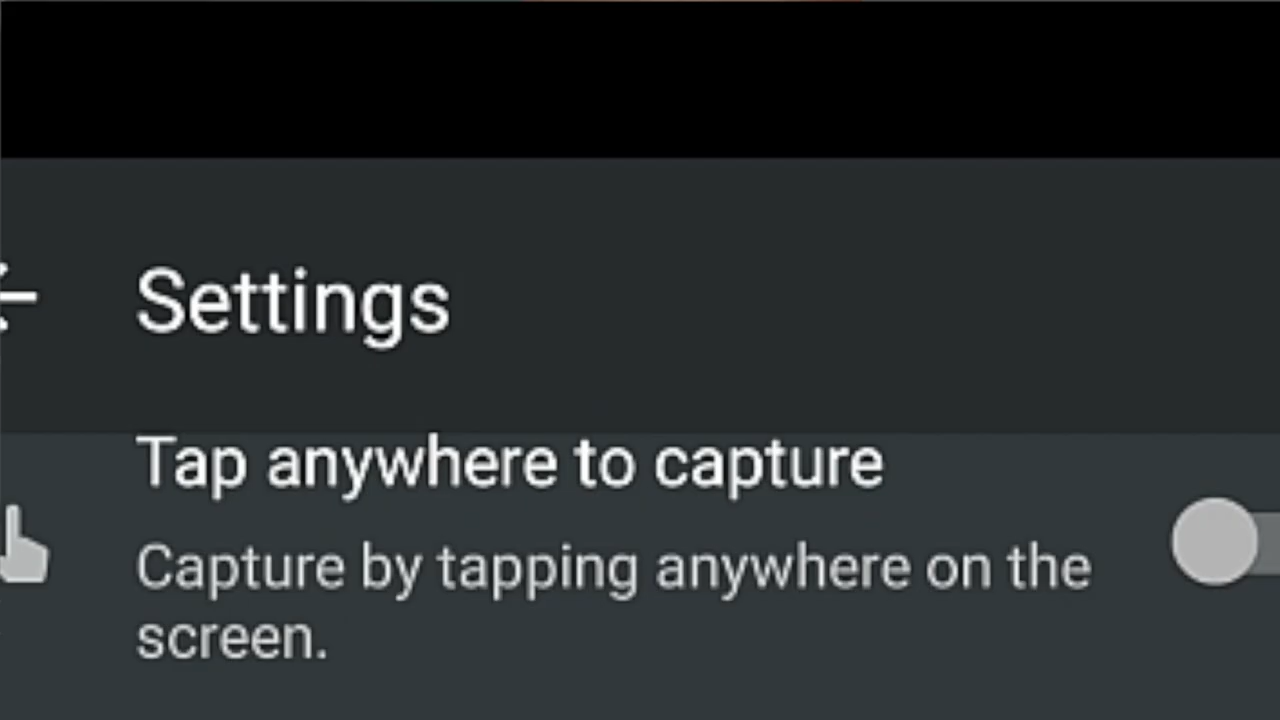 Settings
Tap anywhere to capture
Capture by tapping anywhere on the
screen.